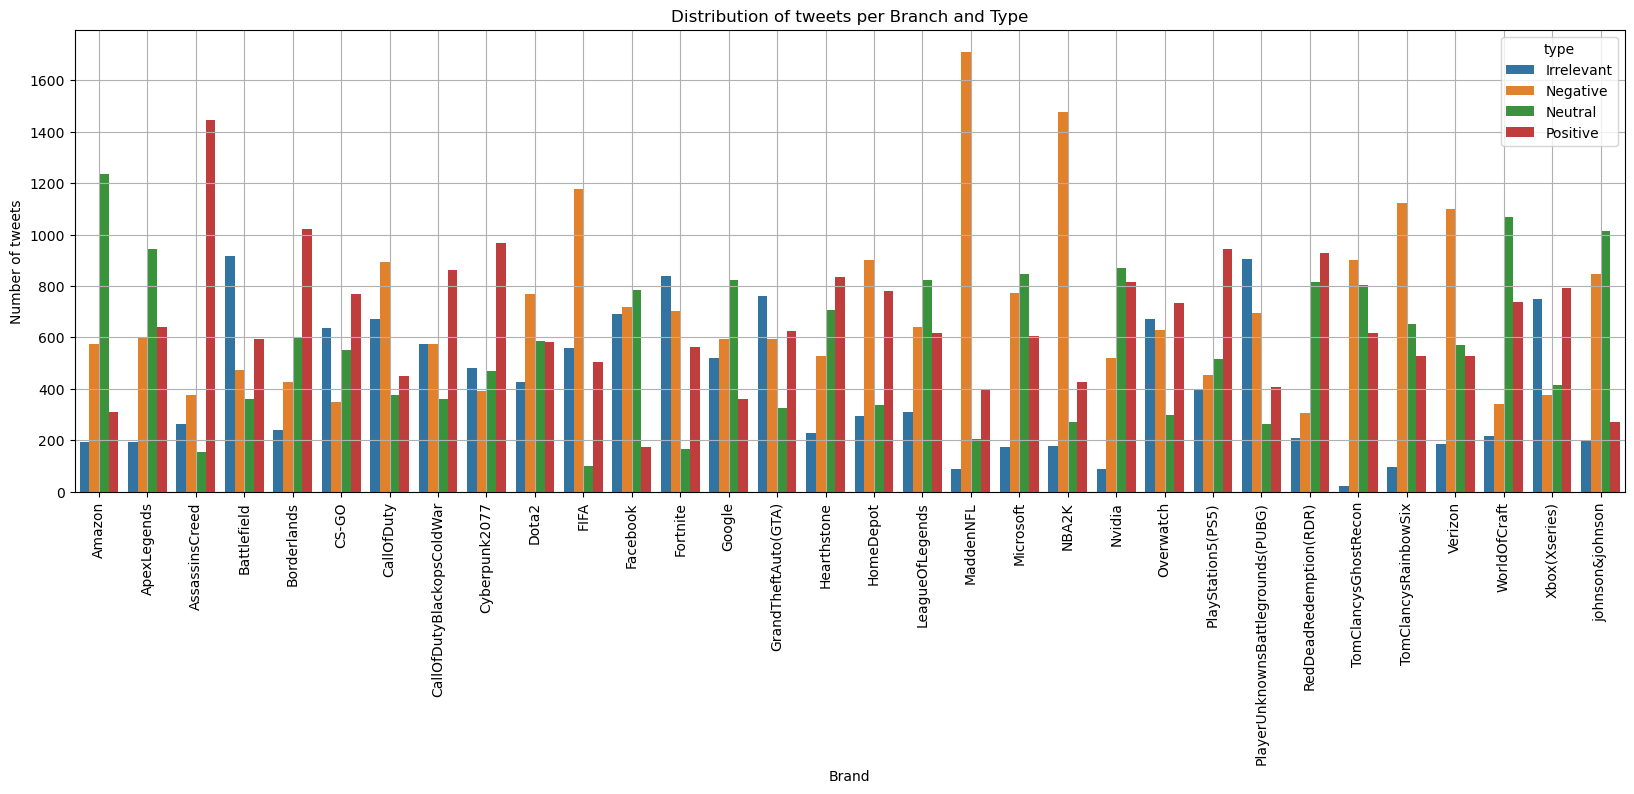 Distribution of tweets per Branch and Type
Number of tweets
1600
1400
1200
1000
800
600
400
200
0
type
Irrelevant
Negative
Neutral
Positive
Amazon
ApexLegends
AssassinsCreed
Battlefield
Borderlands
CS-GO
CallOfDuty
CallOfDutyBlackopsColdWar
Cyberpunk2077
Dota2
FIFA
Facebook
Fortnite
Google
GrandTheftAuto(GTA)
Hearthstone
HomeDepot
LeagueOfLegends
MaddenNFL
Microsoft
NBA2K
Nvidia
Overwatch
PlayStation5(PS5)
PlayerUnknownsBattlegrounds(PUBG)
RedDeadRedemption(RDR)
TomClancysGhostRecon
TomClancysRainbowSix
Verizon
WorldOfCraft
Xbox(Xseries)
johnson&johnson
Brand